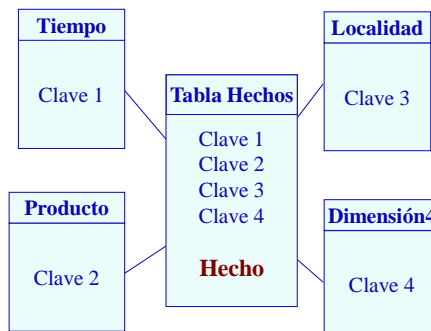 Tiempo
Clave 1
Localidad
Clave 3
Tabla Hechos
Clave 1
Clave 2
Clave 3
Clave 4
Hecho
Producto
Clave 2
Dimensión4
Clave 4